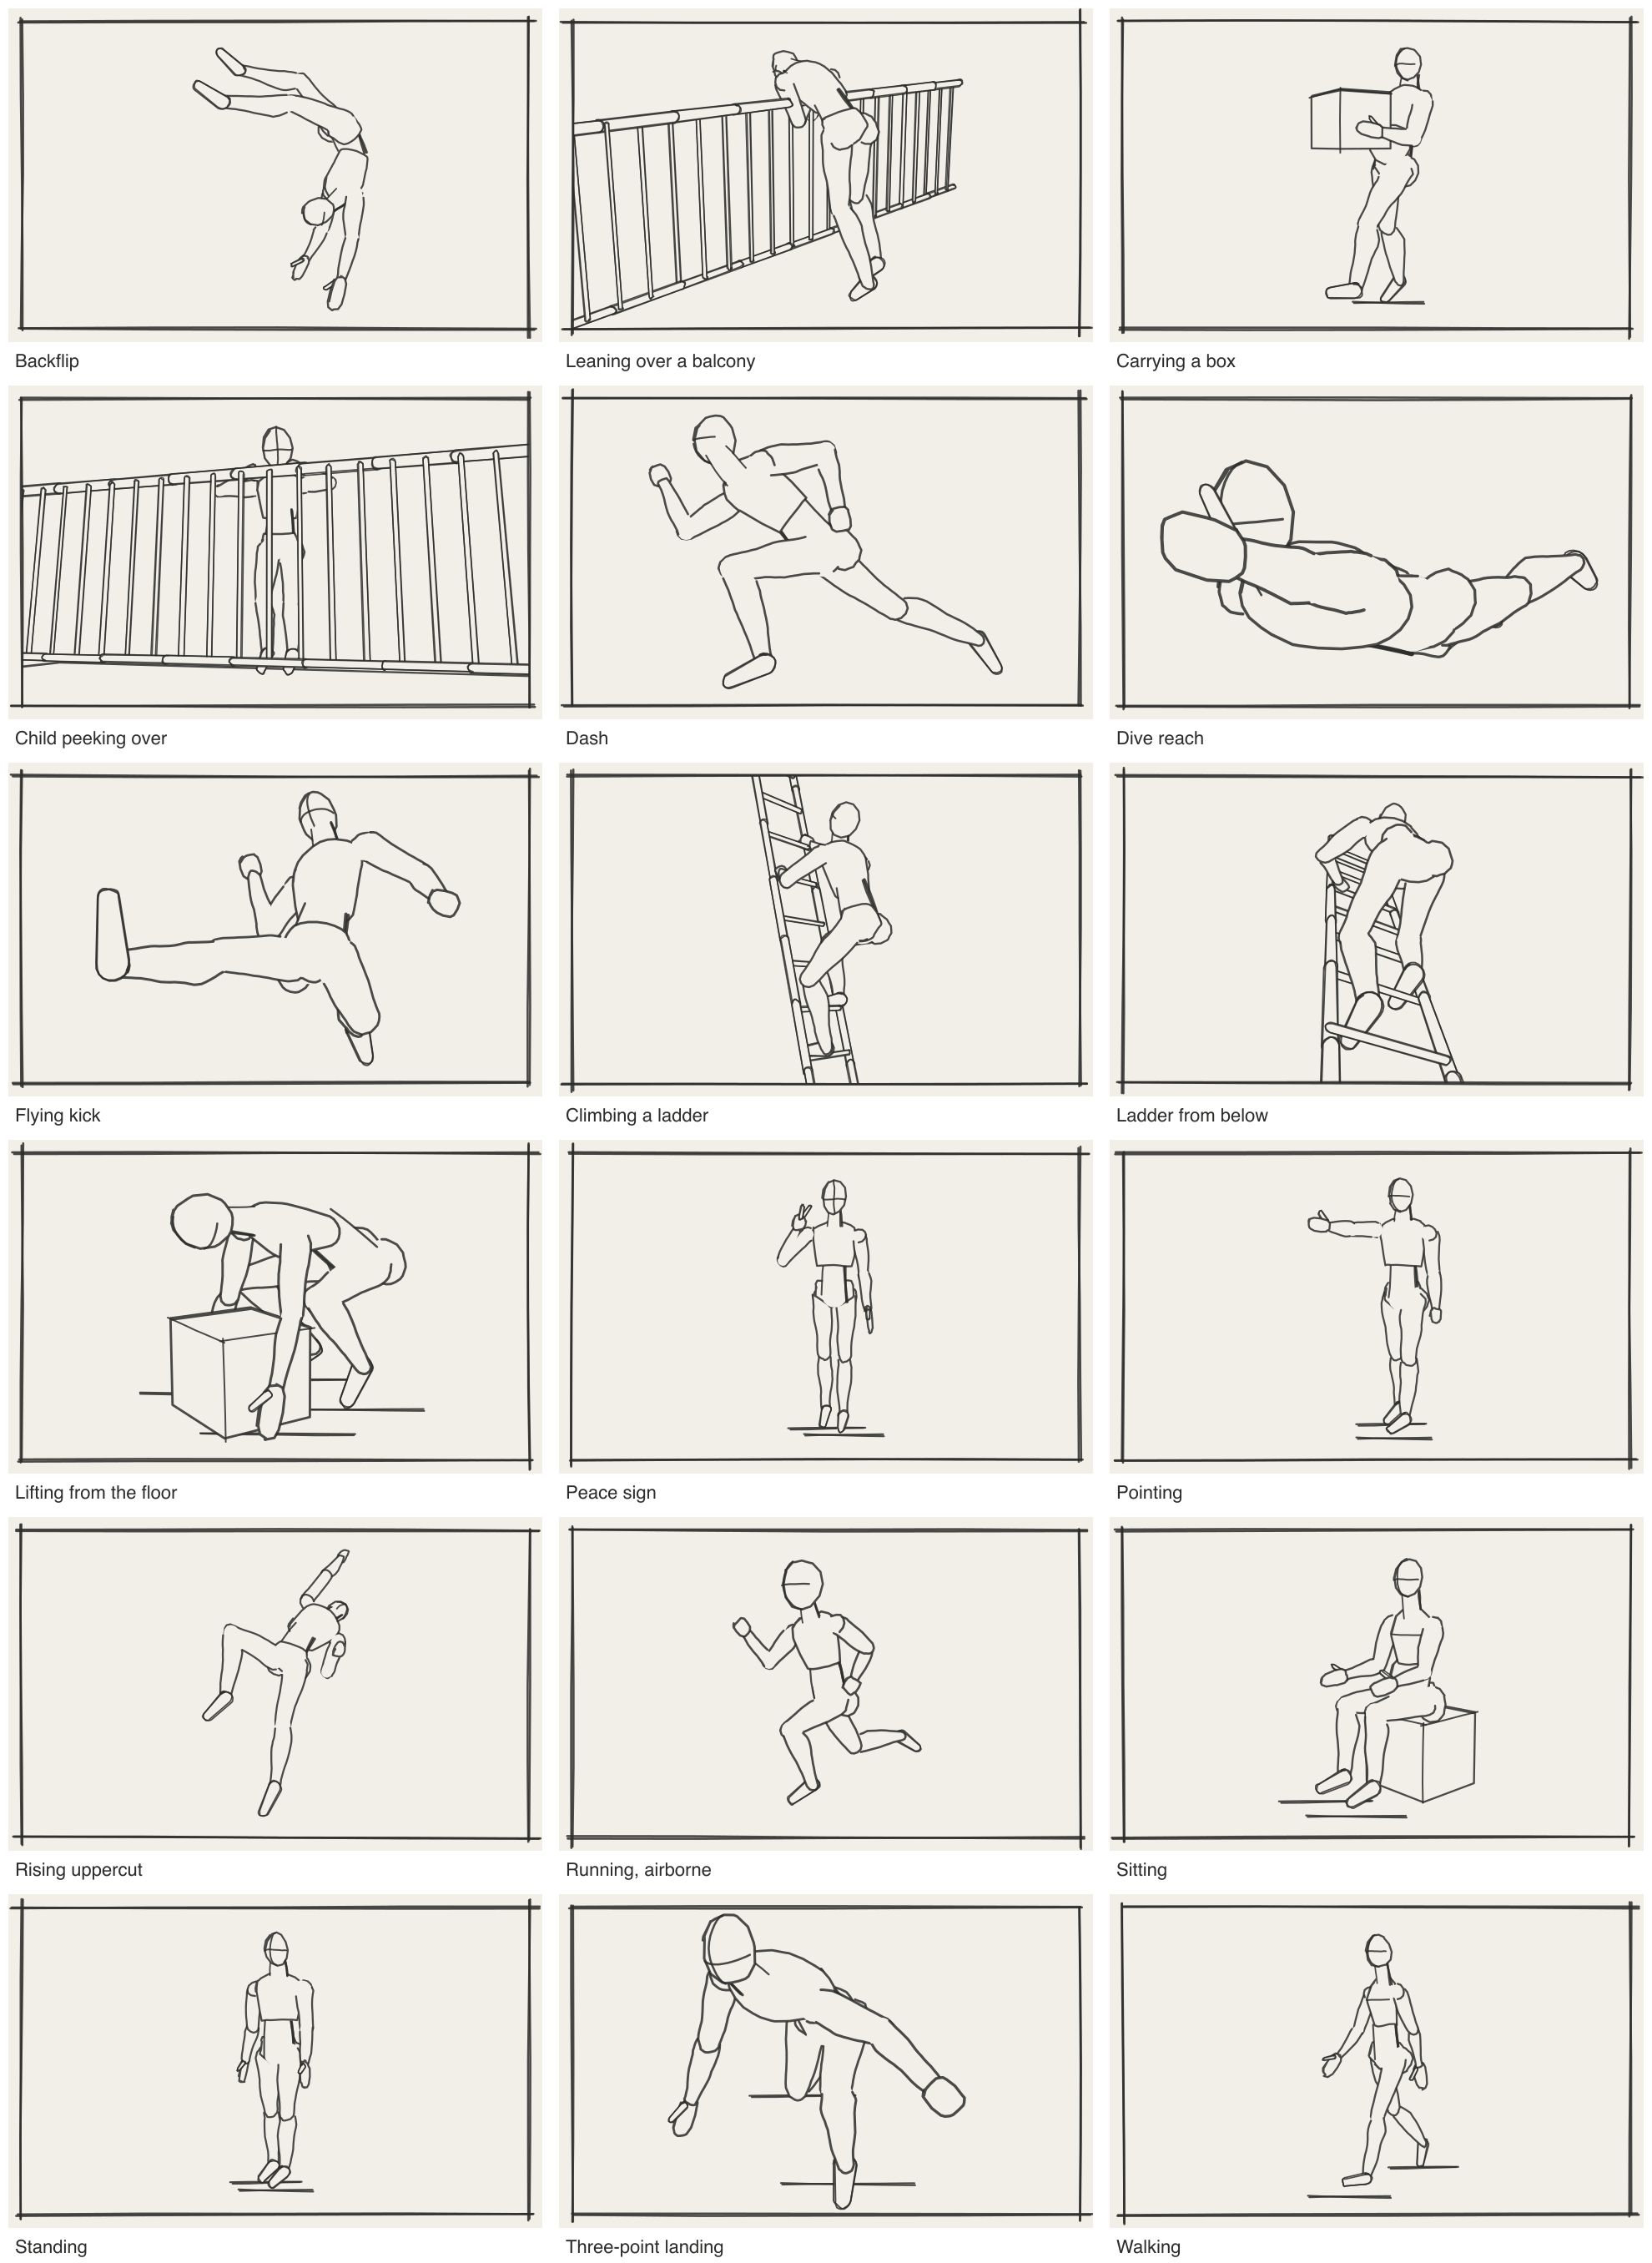 Backflip
Leaning over a balcony
Carrying a box
Child peeking over
Dash
Dive reach
Flying kick
Climbing a ladder
Ladder from below
Lifting from the floor
Peace sign
Pointing
Rising uppercut
Running, airborne
Sitting
Standing
Three-point landing
Walking